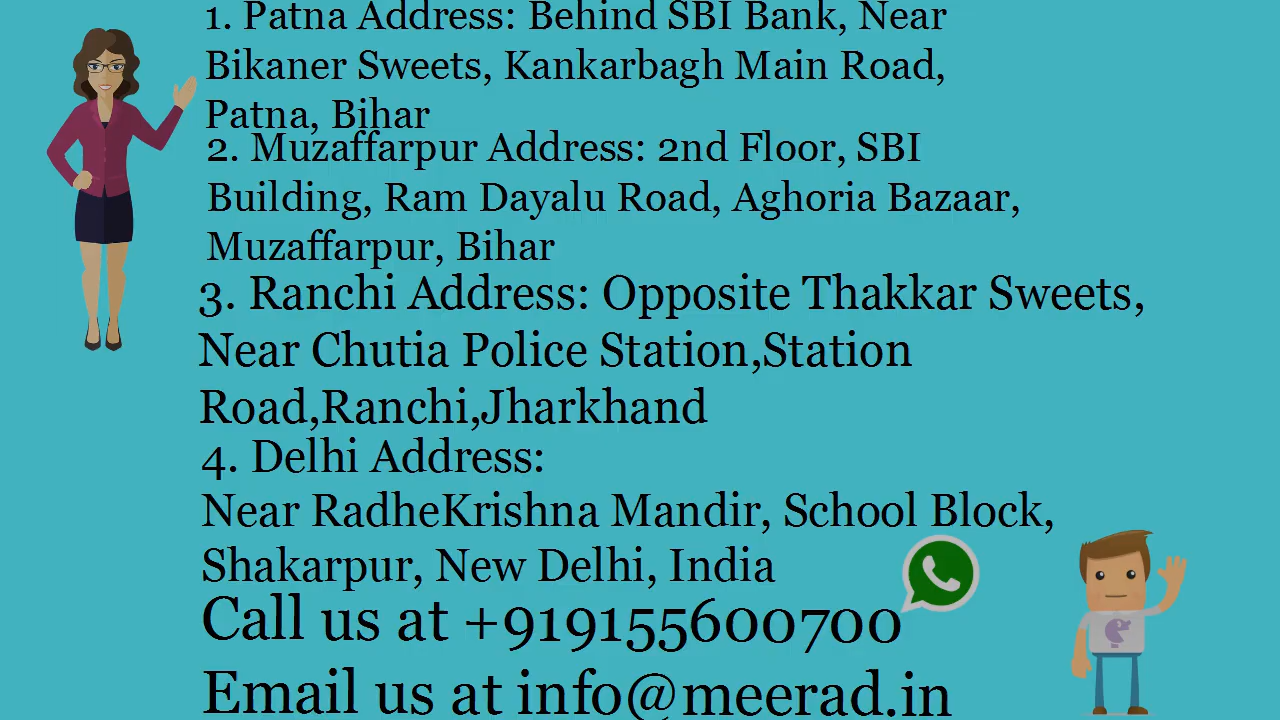 1. Patna Address: Behind SBI Bank, Near
Bikaner Sweets, Kankarbagh Main Road,
Patna, Bihar
2. Muzaffarpur Address: 2nd Floor, SBI
Building, Ram Dayalu Road, Aghoria Bazaar,
Muzaffarpur, Bihar
3. Ranchi Address: Opposite Thakkar Sweets,
Near Chutia Police Station,Station
Road,Ranchi,Jharkhand
4. Delhi Address:
Near RadheKrishna Mandir, School Block,
Shakarpur, New Delhi, India
Call us at +919155600700
Email us at info@meerad.in